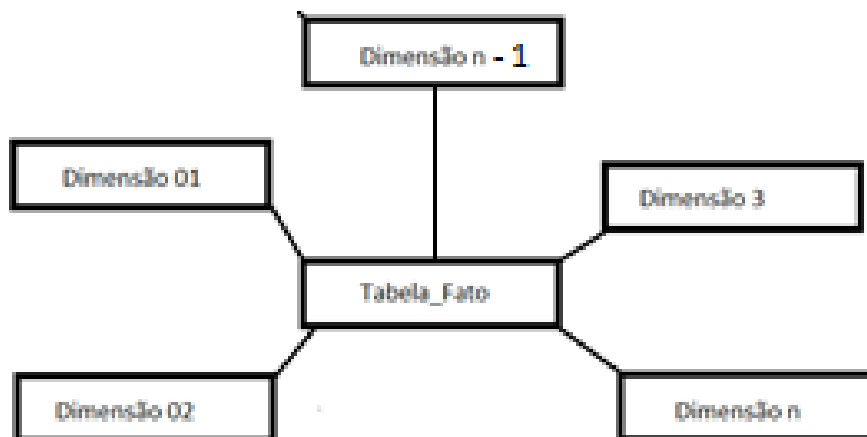 Dimensão n - 1
Dimensão 01
Dimensão 3
Tabela_Fato
Dimensão 02
Dimensão n